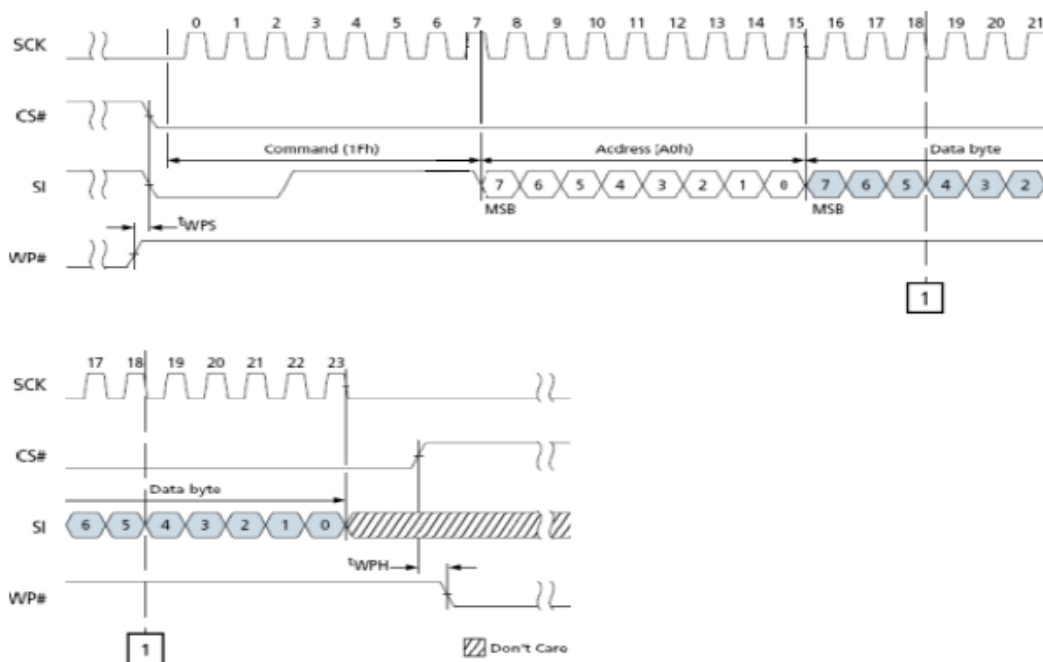 0 1 2 3 4 5 6 7 8 9 10 11 12 13 14 15 16 17 18 19 20 21
SCK
CS#
Command (1Fh) Address (A0h) Data byte
SI 7 6 5 4 3 2 1 0 7 6 5 4 3 2
MSB MSB
tWPS
WP#
1
17 18 19 20 21 22 23
SCK
CS#
Data byte
SI 6 5 4 3 2 1 0
tWPH
WP#
1 Don't Care